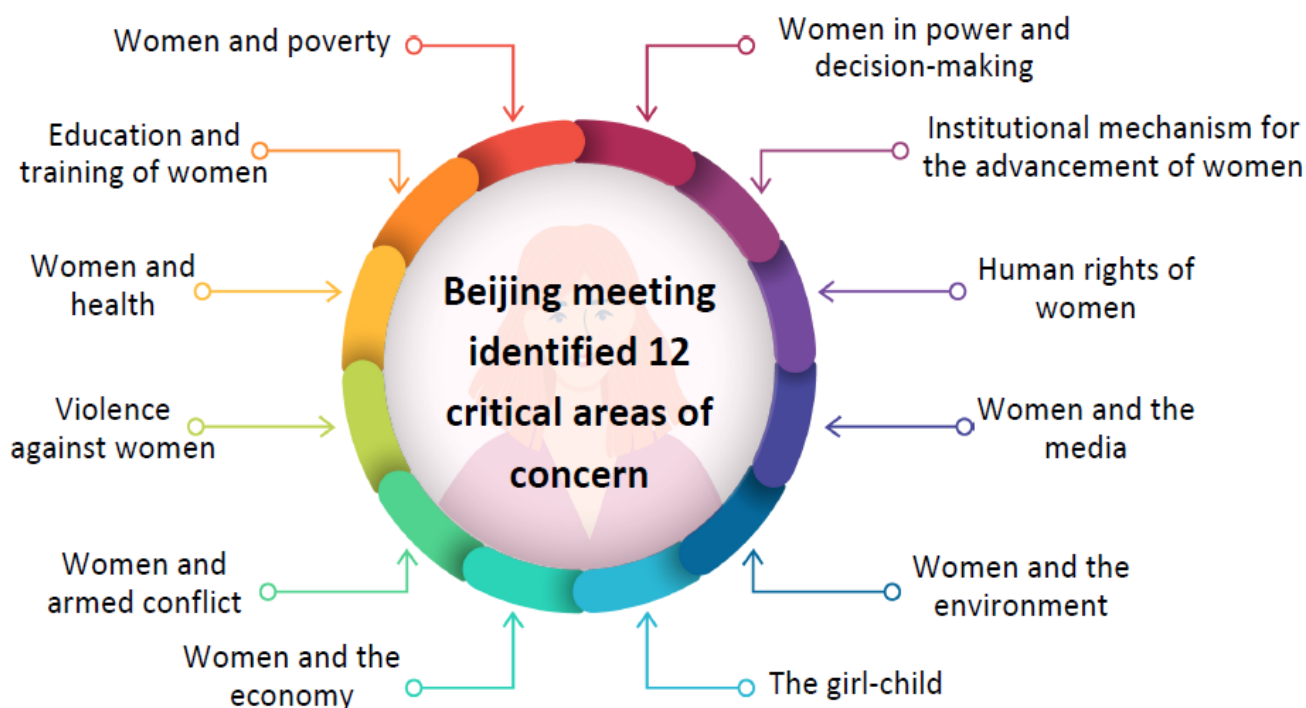 Women and poverty
Women in power and
decision-making
Education and
training of women
Institutional mechanism for
the advancement of women
Women and
health
Human rights of
women
Beijing meeting
identified 12
critical areas of
concern
Violence
against women
Women and the
media
Women and
armed conflict
Women and the
environment
Women and the
economy
The girl-child